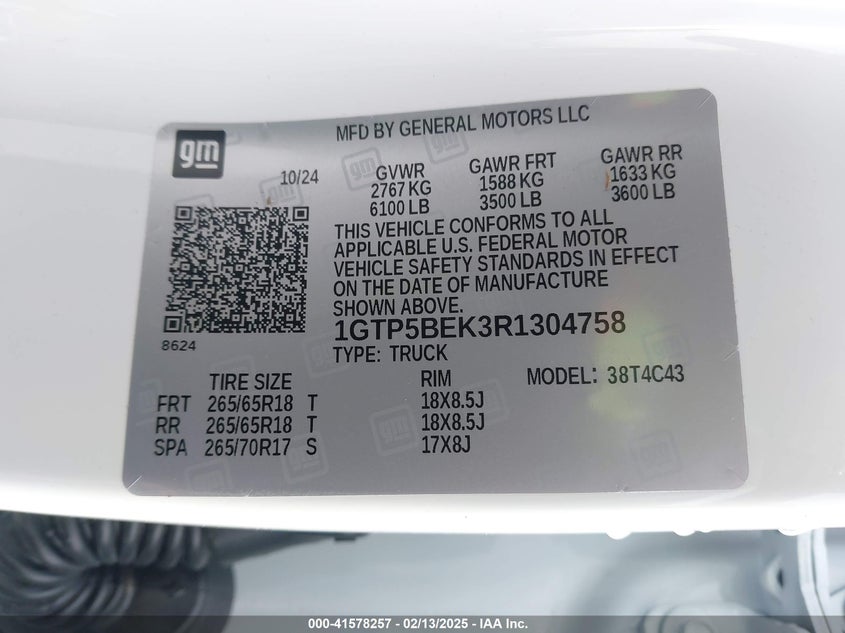 gm
MFD BY GENERAL MOTORS LLC
10/24
GVWR GAWR FRT GAWR RR
2767 KG 1588 KG 1633 KG
6100 LB 3500 LB 3600 LB
THIS VEHICLE CONFORMS TO ALL
APPLICABLE U.S. FEDERAL MOTOR
VEHICLE SAFETY STANDARDS IN EFFECT
ON THE DATE OF MANUFACTURE
SHOWN ABOVE.
8624
1GTP5BEK3R1304758
TYPE: TRUCK
TIRE SIZE RIM MODEL: 38T4C43
FRT 265/65R18 T 18X8.5J
RR 265/65R18 T 18X8.5J
SPA 265/70R17 S 17X8J
000-41578257 - 02/13/2025 - IAA Inc.